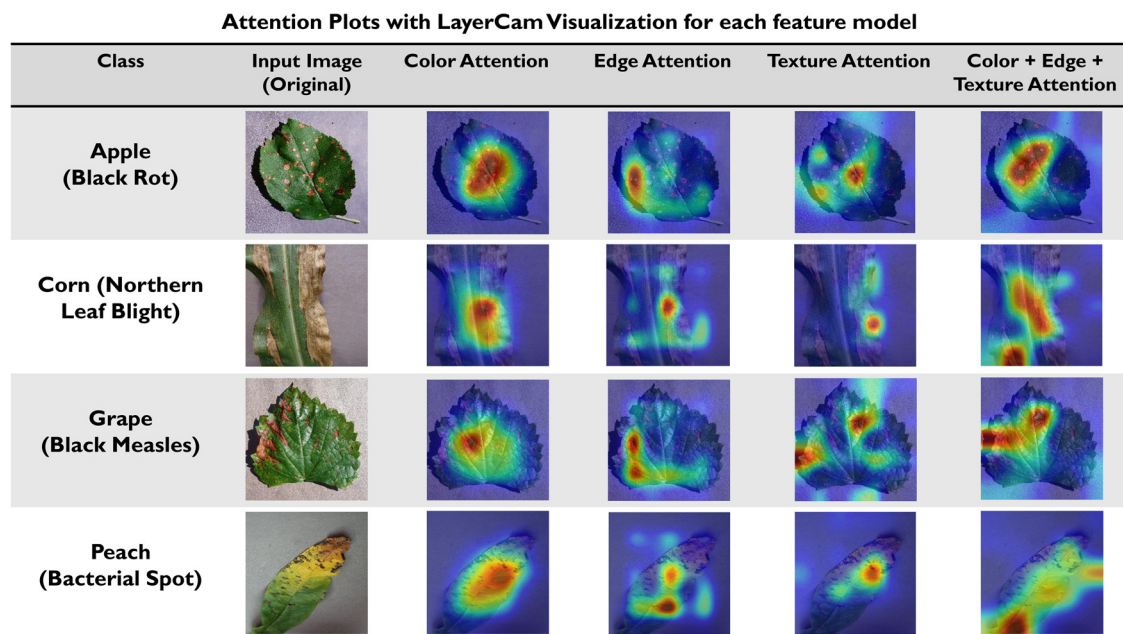 Attention Plots with LayerCam Visualization for each feature model
Class
Input Image
(Original)
Color Attention
Edge Attention
Texture Attention
Color + Edge +
Texture Attention
Apple
(Black Rot)
Corn (Northern
Leaf Blight)
Grape
(Black Measles)
Peach
(Bacterial Spot)